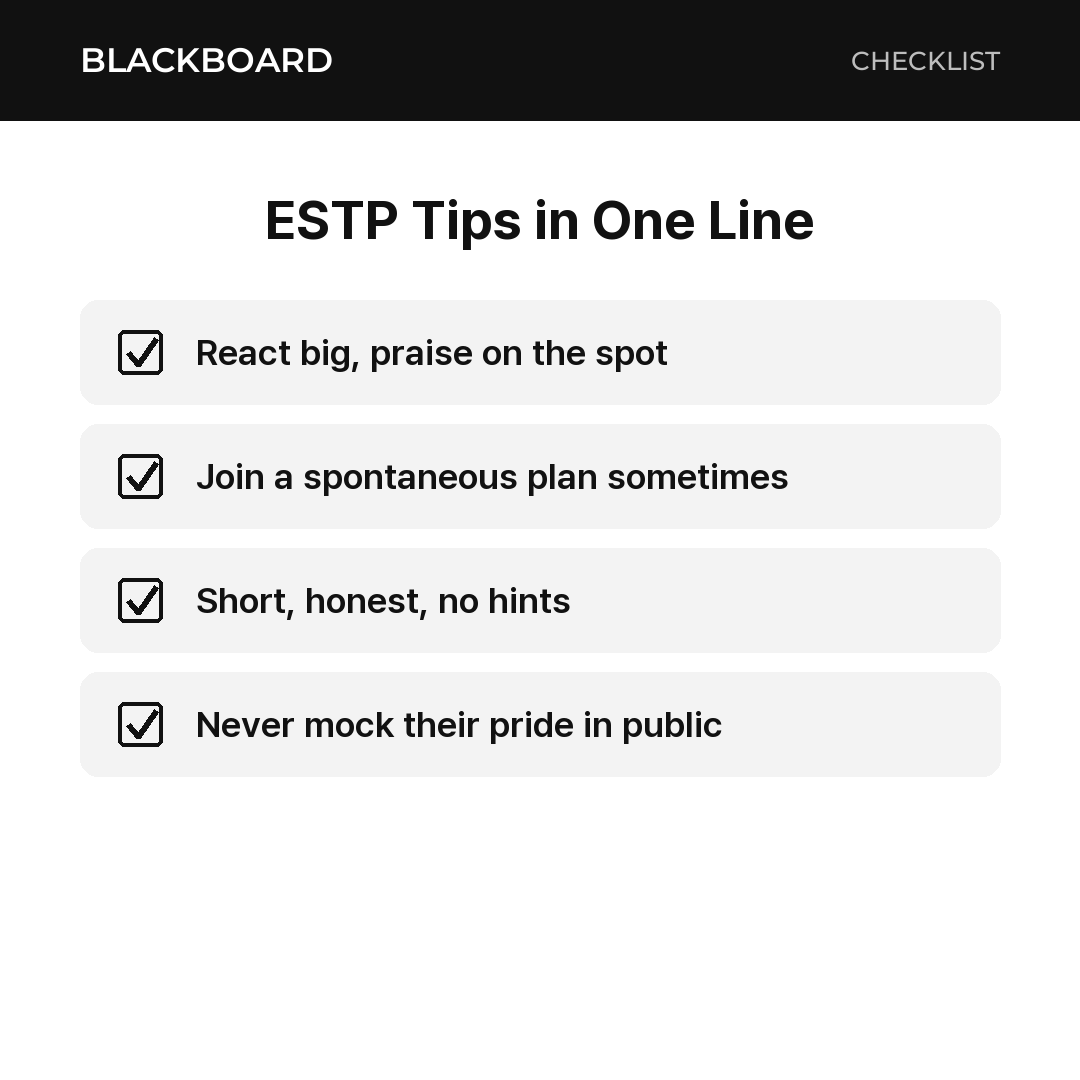 BLACKBOARD
CHECKLIST
ESTP Tips in One Line
React big, praise on the spot
Join a spontaneous plan sometimes
Short, honest, no hints
Never mock their pride in public